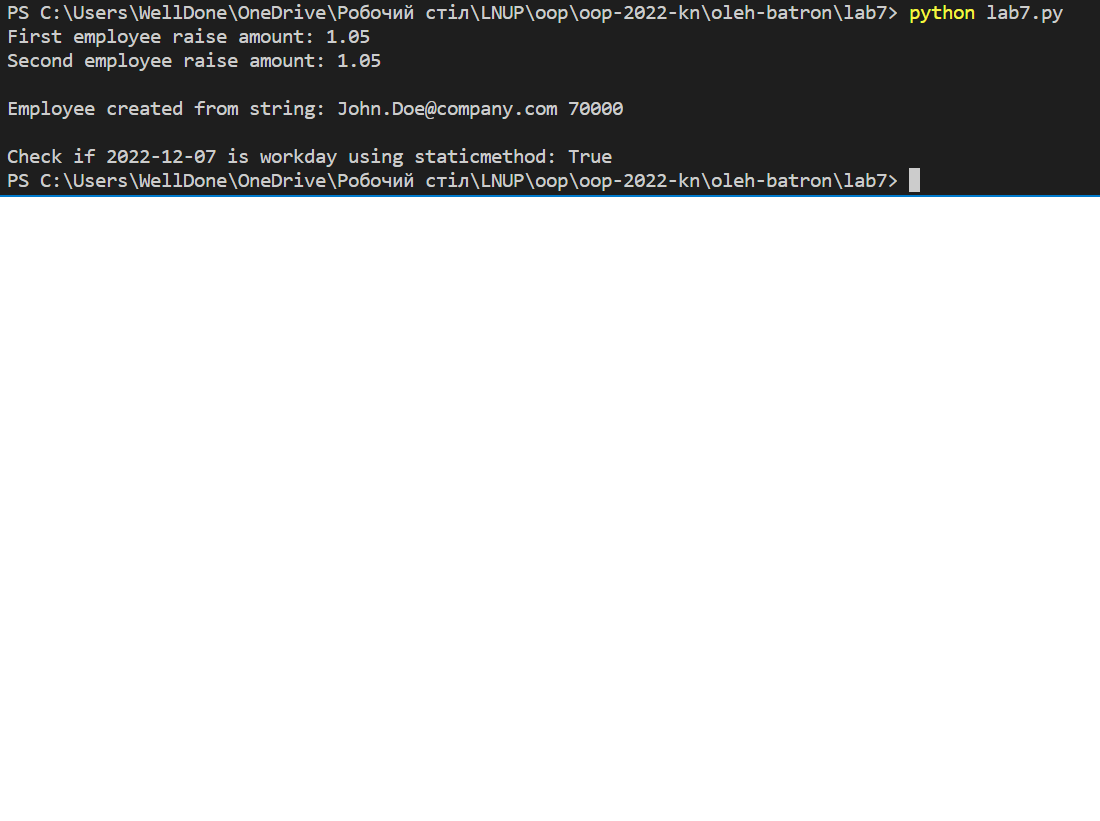 PS C:\Users\WellDone\OneDrive\Робочий стіл\LNUP\oop\oop-2022-kn\oleh-batron\lab7> python lab7.py
First employee raise amount: 1.05
Second employee raise amount: 1.05
Employee created from string: John.Doe@company.com 70000
Check if 2022-12-07 is workday using staticmethod: True
PS C:\Users\WellDone\OneDrive\Робочий стіл\LNUP\oop\oop-2022-kn\oleh-batron\lab7>